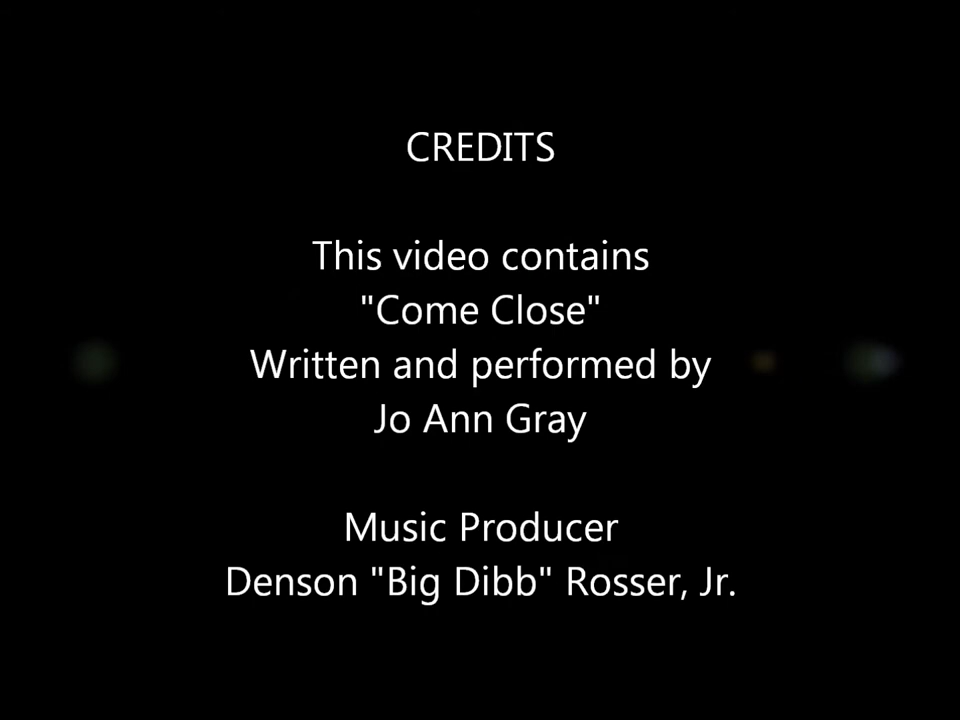 CREDITS
This video contains
"Come Close"
Written and performed by
Jo Ann Gray
Music Producer
Denson "Big Dibb" Rosser, Jr.